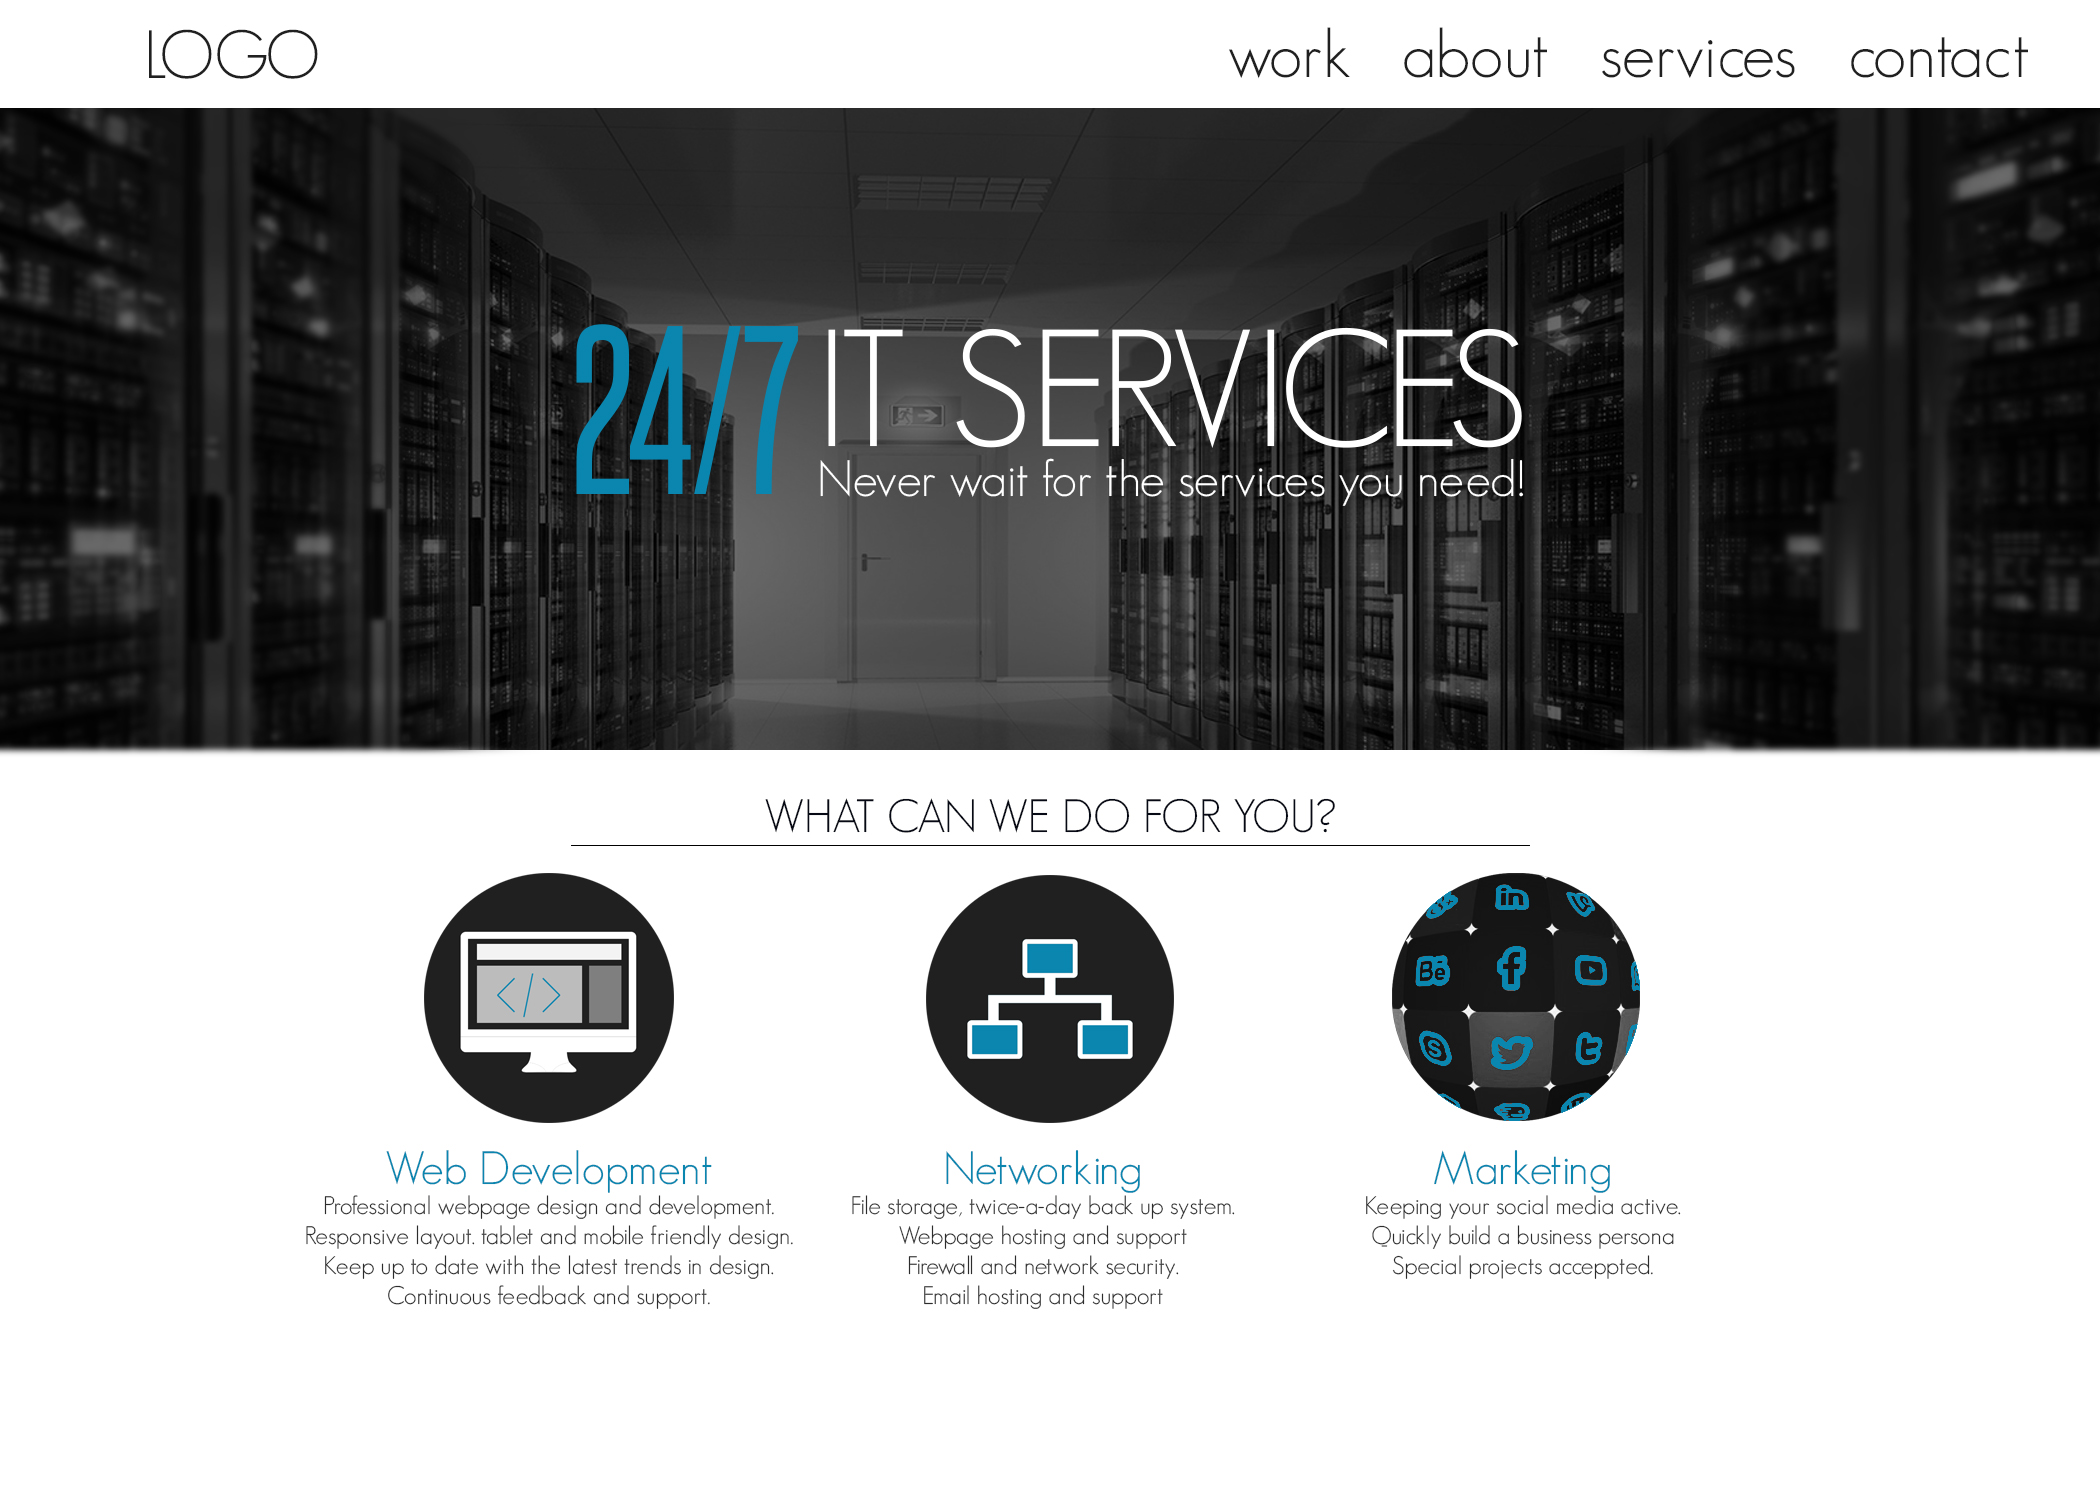 LOGO
work about services contact
24/7 IT SERVICES
Never wait for the services you need!
WHAT CAN WE DO FOR YOU?
</>
in
Bē
f
S
t
Web Development
Professional webpage design and development.
Responsive layout. tablet and mobile friendly design.
Keep up to date with the latest trends in design.
Continuous feedback and support.
Networking
File storage, twice-a-day back up system.
Webpage hosting and support
Firewall and network security.
Email hosting and support
Marketing
Keeping your social media active.
Quickly build a business persona
Special projects acceppted.